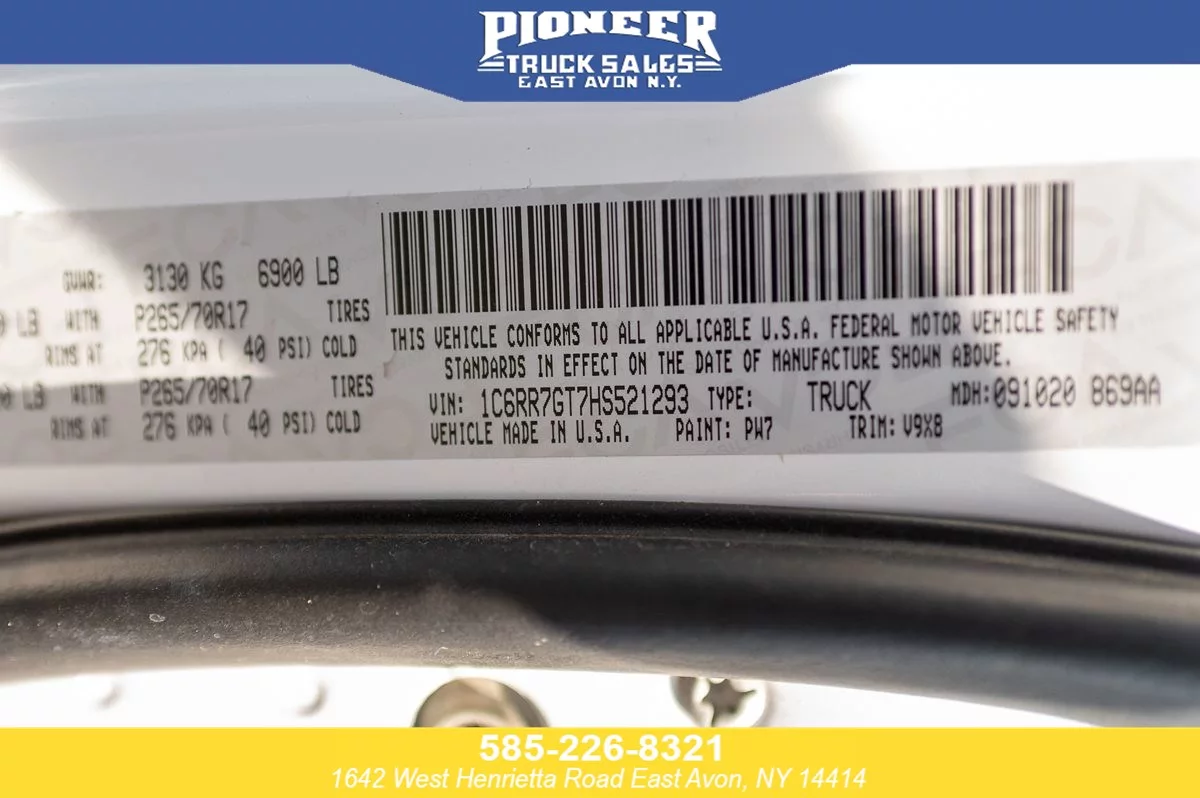 PIONEER
TRUCK SALES
EAST AVON N.Y.
GVWR: 3130 KG 6900 LB
LB WITH P265/70R17 TIRES
RIMS AT 276 KPA ( 40 PSI) COLD
LB WITH P265/70R17 TIRES
RIMS AT 276 KPA ( 40 PSI) COLD
THIS VEHICLE CONFORMS TO ALL APPLICABLE U.S.A. FEDERAL MOTOR VEHICLE SAFETY
STANDARDS IN EFFECT ON THE DATE OF MANUFACTURE SHOWN ABOVE.
VIN: 1C6RR7GT7HS521293 TYPE: TRUCK MDH: 091020 869AA
VEHICLE MADE IN U.S.A. PAINT: PW7 TRIM: V9X8
585-226-8321
1642 West Henrietta Road East Avon, NY 14414